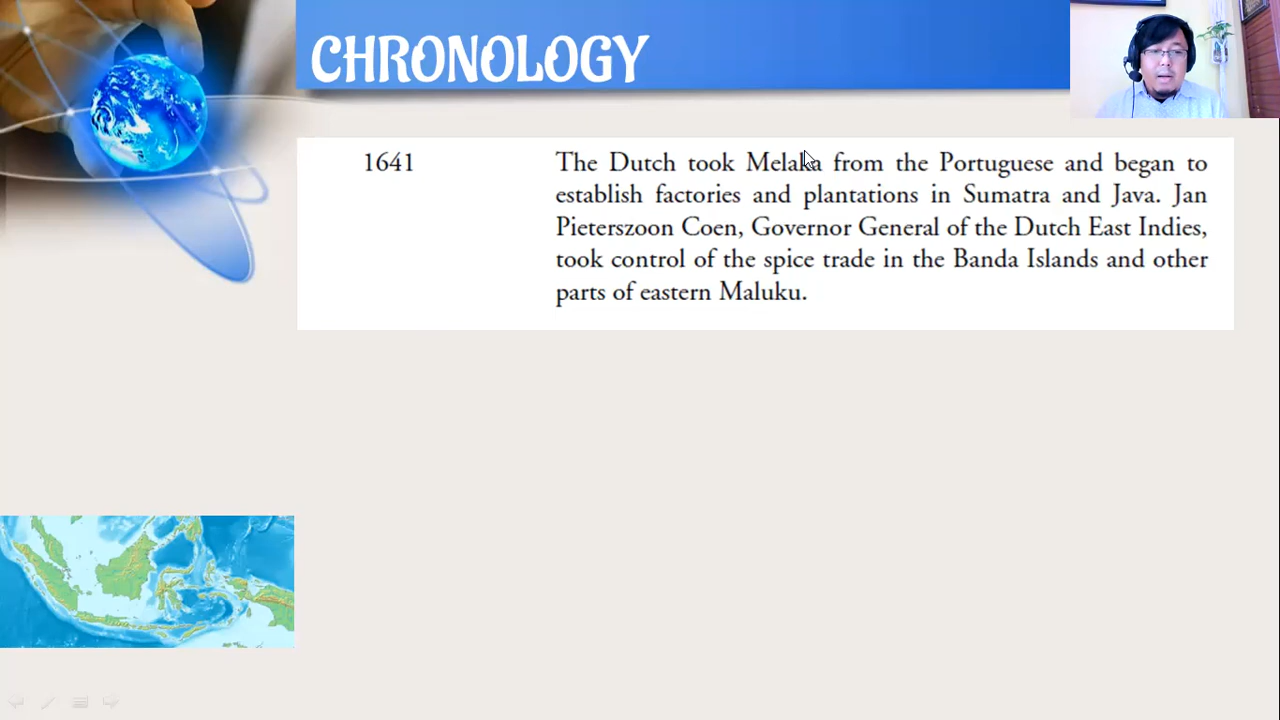 CHRONOLOGY
1641
The Dutch took Melaka from the Portuguese and began to
establish factories and plantations in Sumatra and Java. Jan
Pieterszoon Coen, Governor General of the Dutch East Indies,
took control of the spice trade in the Banda Islands and other
parts of eastern Maluku.